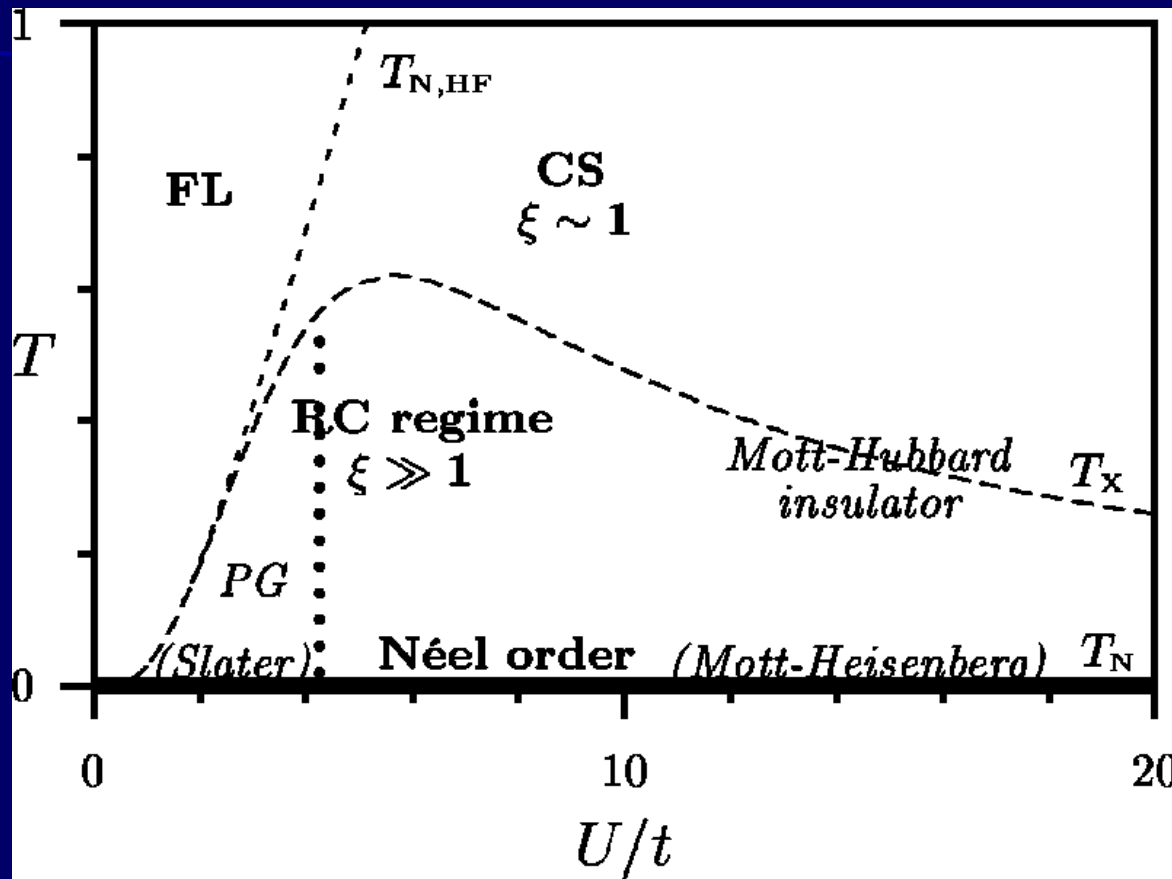 1
T_N,HF
FL
CS
ξ ∼ 1
T
RC regime
ξ ≫ 1
Mott-Hubbard
insulator
T_X
PG
(Slater)
Néel order
(Mott-Heisenberg)
T_N
0
0
10
20
U/t